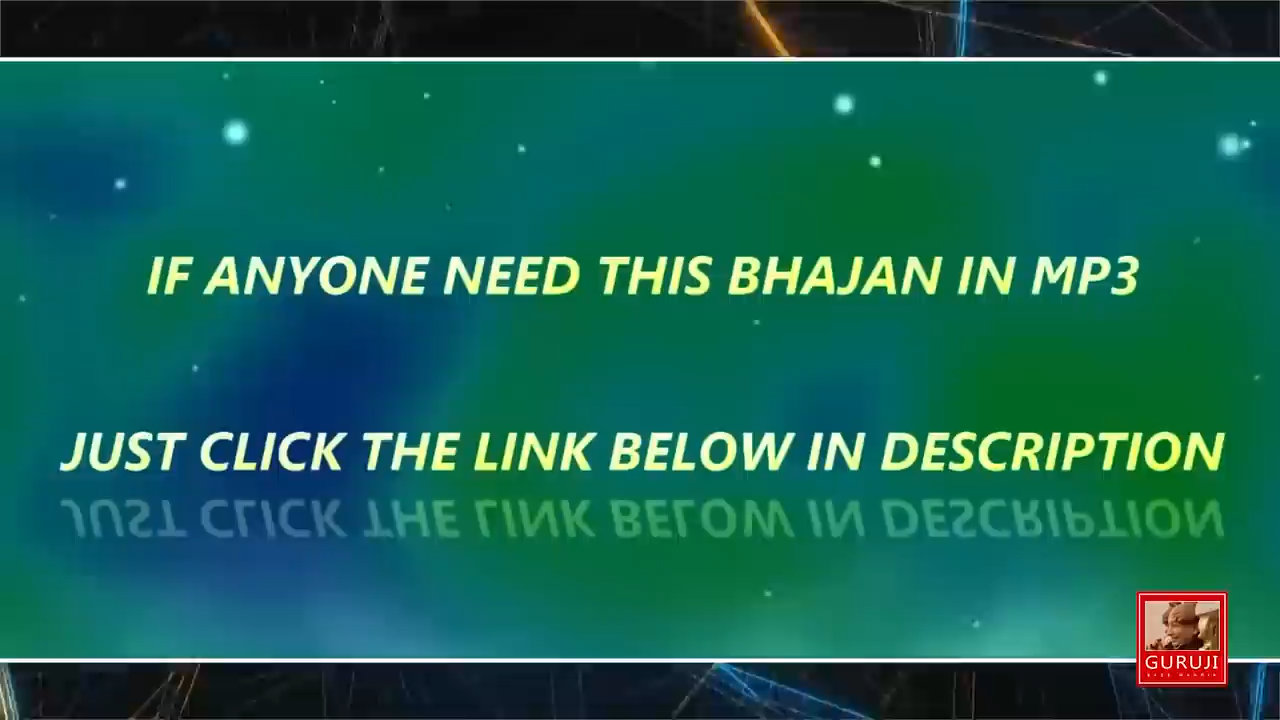 IF ANYONE NEED THIS BHAJAN IN MP3
JUST CLICK THE LINK BELOW IN DESCRIPTION
GURUJI